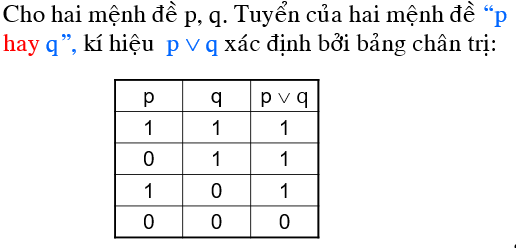 Cho hai mệnh đề p, q. Tuyển của hai mệnh đề “p
hay q”, kí hiệu p ∨ q xác định bởi bảng chân trị:
p q p ∨ q
1 1 1
0 1 1
1 0 1
0 0 0